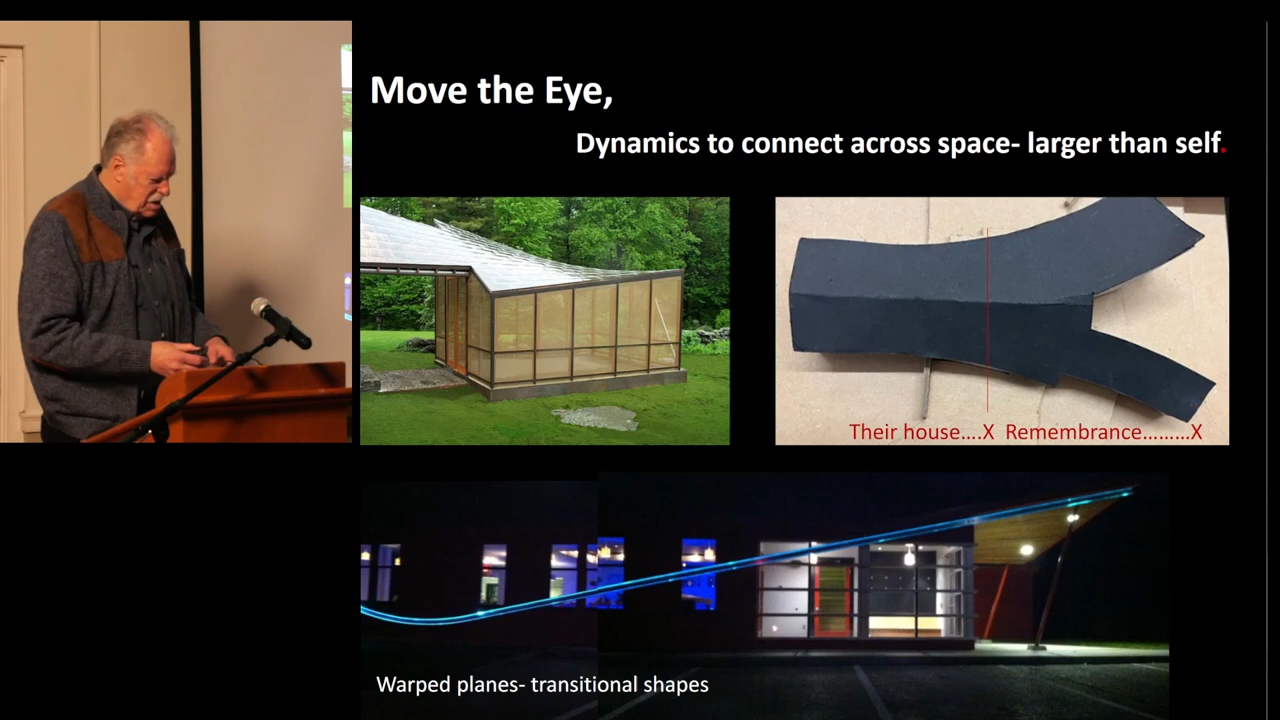 Move the Eye,
Dynamics to connect across space- larger than self.
Their house....X Remembrance.........X
Warped planes- transitional shapes